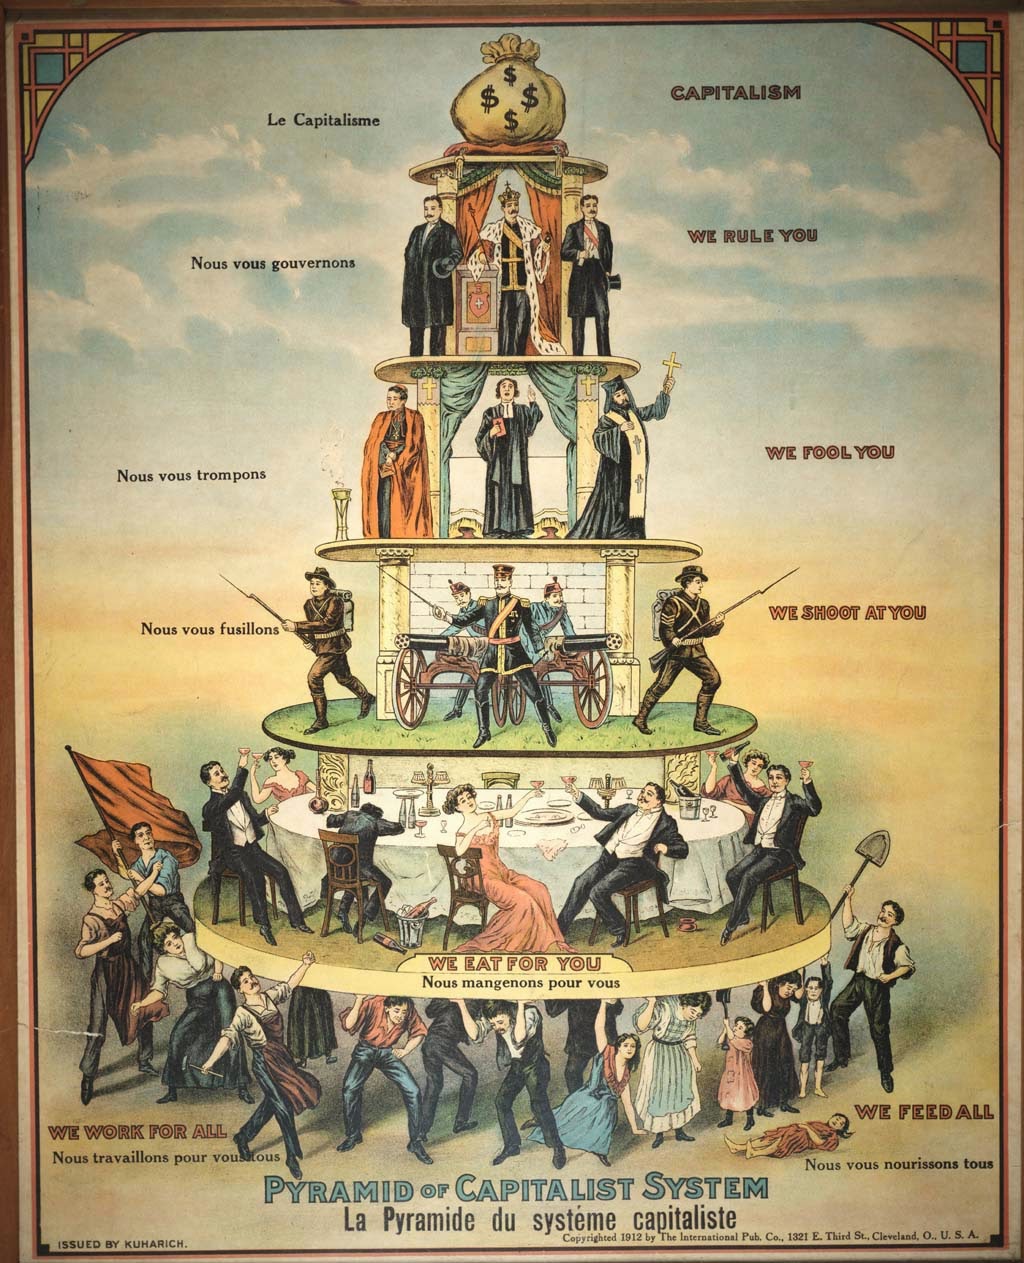 $
$ $
$
CAPITALISM
Le Capitalisme
WE RULE YOU
Nous vous gouvernons
WE FOOL YOU
Nous vous trompons
WE SHOOT AT YOU
Nous vous fusillons
WE EAT FOR YOU
Nous mangenons pour vous
WE WORK FOR ALL
Nous travaillons pour vous tous
WE FEED ALL
Nous vous nourissons tous
PYRAMID OF CAPITALIST SYSTEM
La Pyramide du systéme capitaliste
ISSUED BY KUHARICH.
Copyrighted 1912 by The International Pub. Co., 1321 E. Third St., Cleveland, O., U. S. A.